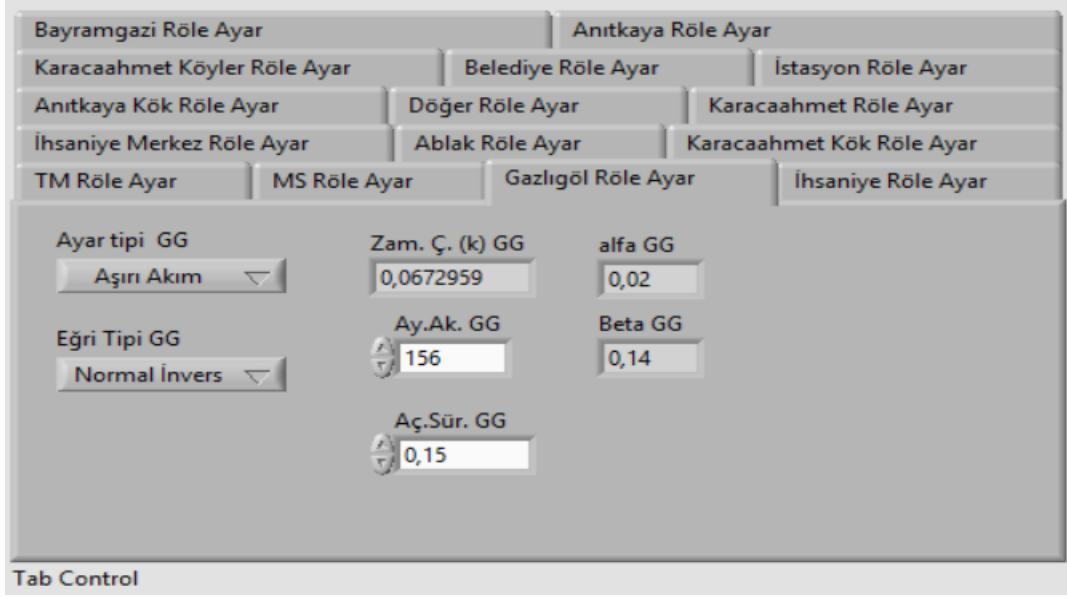 Bayramgazi Röle Ayar Anıtkaya Röle Ayar
Karacaahmet Köyler Röle Ayar Belediye Röle Ayar İstasyon Röle Ayar
Anıtkaya Kök Röle Ayar Döğer Röle Ayar Karacaahmet Röle Ayar
İhsaniye Merkez Röle Ayar Ablak Röle Ayar Karacaahmet Kök Röle Ayar
TM Röle Ayar MS Röle Ayar Gazlıgöl Röle Ayar İhsaniye Röle Ayar
Ayar tipi GG Zam. Ç. (k) GG alfa GG
Aşırı Akım 0,0672959 0,02
Eğri Tipi GG Ay.Ak. GG Beta GG
Normal İnvers 156 0,14
Aç.Sür. GG
0,15
Tab Control